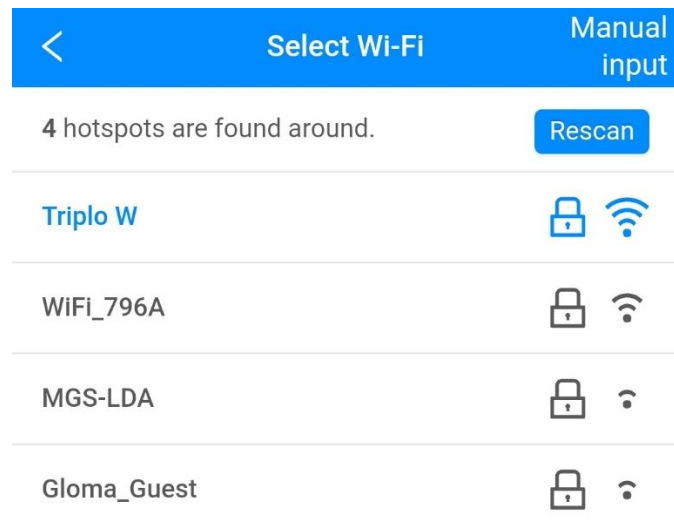 Select Wi-Fi
Manual
input
4 hotspots are found around.
Rescan
Triplo W
WiFi_796A
MGS-LDA
Gloma_Guest